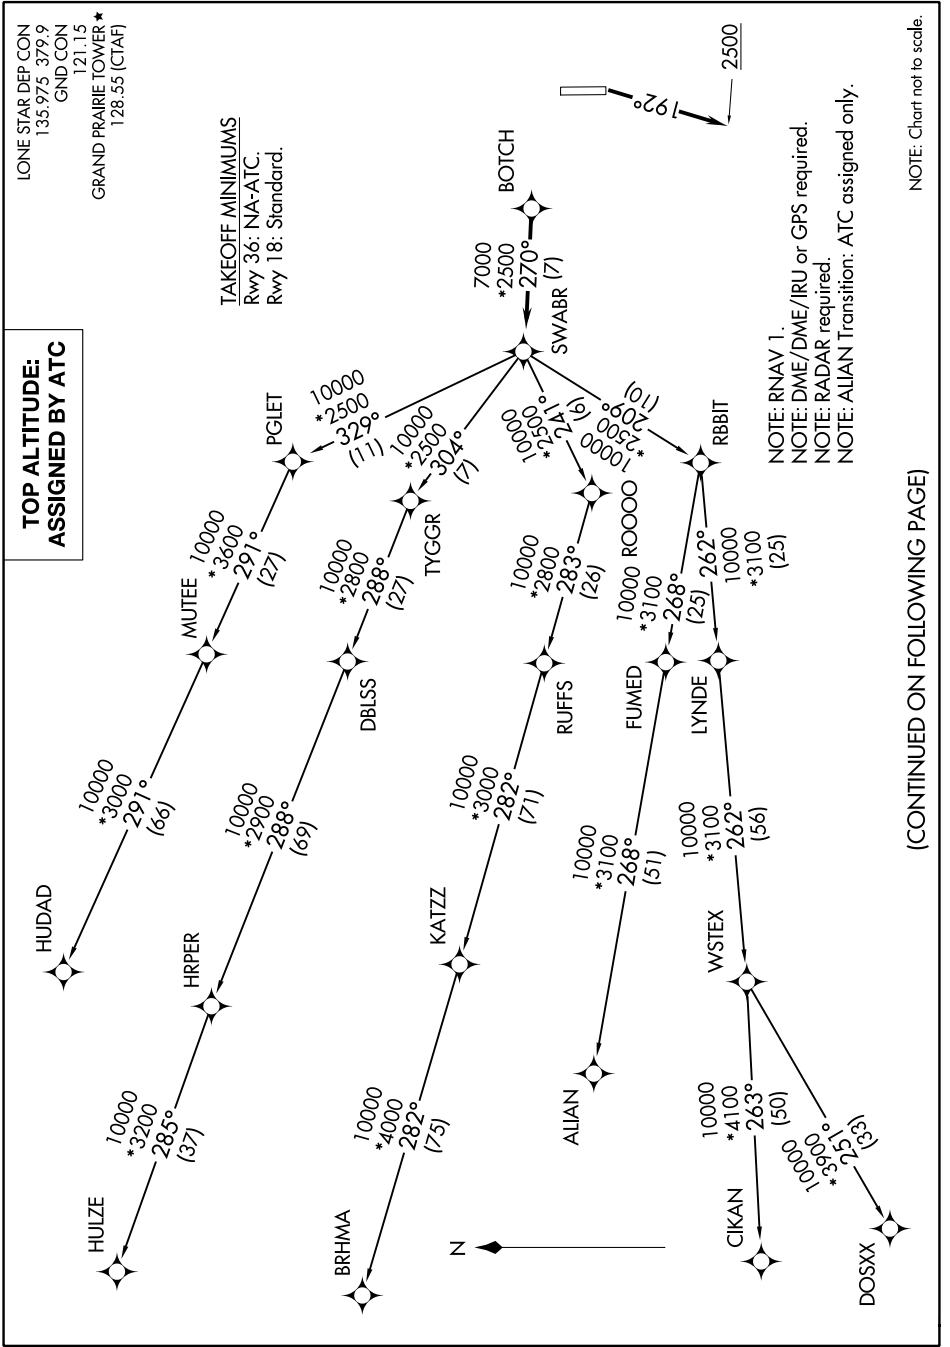 TOP ALTITUDE:
ASSIGNED BY ATC
LONE STAR DEP CON
135.975 379.9
GND CON
121.15
GRAND PRAIRIE TOWER ★
128.55 (CTAF)
TAKEOFF MINIMUMS
Rwy 36: NA-ATC.
Rwy 18: Standard.
192°
2500
BOTCH
7000
*2500
270°
(7)
SWABR
10000
*2500
329°
(11)
PGLET
10000
*3600
291°
(27)
MUTEE
10000
*3000
291°
(66)
HUDAD
10000
*2500
304°
(7)
TYGGR
10000
*2800
288°
(27)
DBLSS
10000
*2900
288°
(69)
HRPER
10000
*3200
285°
(37)
HULZE
10000
*2500
241°
(6)
ROOOO
10000
*2800
283°
(26)
RUFFS
10000
*3000
282°
(71)
KATZZ
10000
*4000
282°
(75)
BRHMA
10000
*2500
209°
(10)
RBBIT
10000
*3100
268°
(25)
FUMED
10000
*3100
268°
(51)
ALIAN
262°
10000
*3100
(25)
LYNDE
10000
*3100
262°
(56)
WSTEX
10000
*4100
263°
(50)
CIKAN
10000
*3900
251°
(33)
DOSXX
N
NOTE: RNAV 1.
NOTE: DME/DME/IRU or GPS required.
NOTE: RADAR required.
NOTE: ALIAN Transition: ATC assigned only.
NOTE: Chart not to scale.
(CONTINUED ON FOLLOWING PAGE)